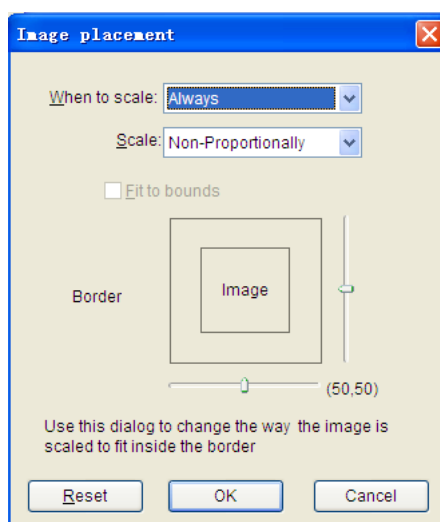 Image placement
When to scale: Always
Scale: Non-Proportionally
Fit to bounds
Border
Image
(50,50)
Use this dialog to change the way the image is
scaled to fit inside the border
Reset OK Cancel